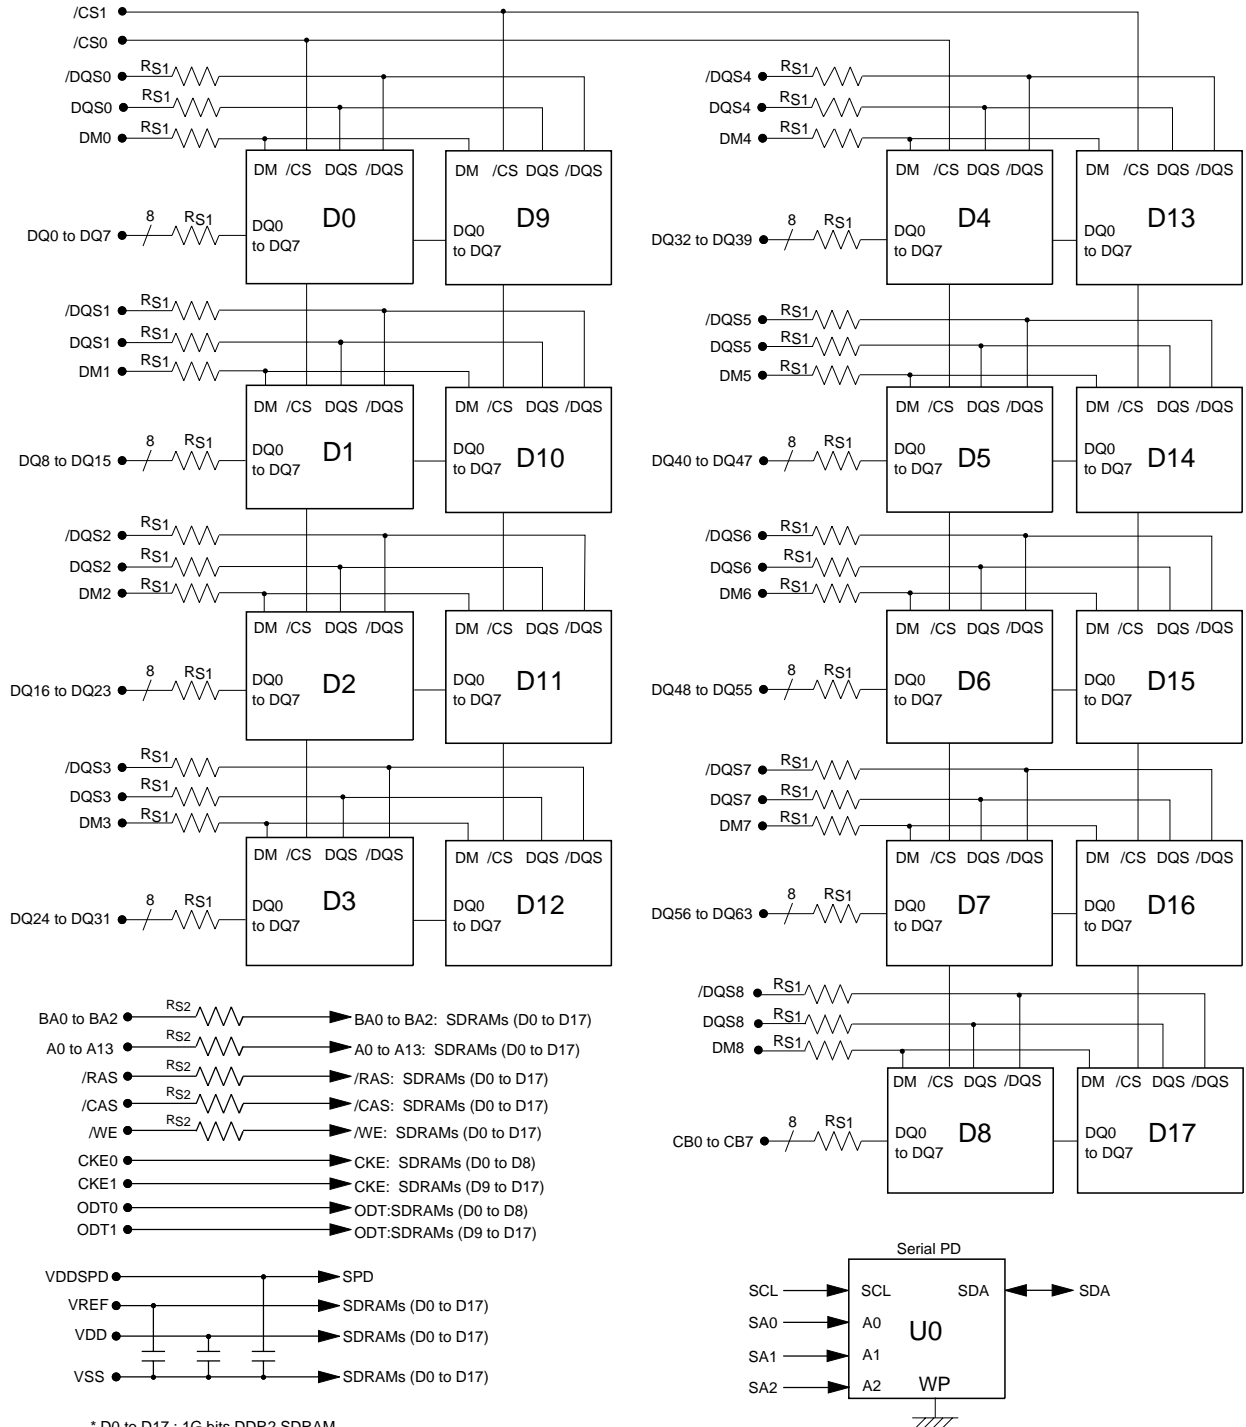 /CS1
/CS0
/DQS0 RS1
DQS0 RS1
DM0 RS1
DM /CS DQS /DQS
DM /CS DQS /DQS
DQ0 to DQ7 8 RS1
DQ0 to DQ7 D0
DQ0 to DQ7 D9
/DQS1 RS1
DQS1 RS1
DM1 RS1
DM /CS DQS /DQS
DM /CS DQS /DQS
DQ8 to DQ15 8 RS1
DQ0 to DQ7 D1
DQ0 to DQ7 D10
/DQS2 RS1
DQS2 RS1
DM2 RS1
DM /CS DQS /DQS
DM /CS DQS /DQS
DQ16 to DQ23 8 RS1
DQ0 to DQ7 D2
DQ0 to DQ7 D11
/DQS3 RS1
DQS3 RS1
DM3 RS1
DM /CS DQS /DQS
DM /CS DQS /DQS
DQ24 to DQ31 8 RS1
DQ0 to DQ7 D3
DQ0 to DQ7 D12
/DQS4 RS1
DQS4 RS1
DM4 RS1
DM /CS DQS /DQS
DM /CS DQS /DQS
DQ32 to DQ39 8 RS1
DQ0 to DQ7 D4
DQ0 to DQ7 D13
/DQS5 RS1
DQS5 RS1
DM5 RS1
DM /CS DQS /DQS
DM /CS DQS /DQS
DQ40 to DQ47 8 RS1
DQ0 to DQ7 D5
DQ0 to DQ7 D14
/DQS6 RS1
DQS6 RS1
DM6 RS1
DM /CS DQS /DQS
DM /CS DQS /DQS
DQ48 to DQ55 8 RS1
DQ0 to DQ7 D6
DQ0 to DQ7 D15
/DQS7 RS1
DQS7 RS1
DM7 RS1
DM /CS DQS /DQS
DM /CS DQS /DQS
DQ56 to DQ63 8 RS1
DQ0 to DQ7 D7
DQ0 to DQ7 D16
/DQS8 RS1
DQS8 RS1
DM8 RS1
DM /CS DQS /DQS
DM /CS DQS /DQS
CB0 to CB7 8 RS1
DQ0 to DQ7 D8
DQ0 to DQ7 D17
BA0 to BA2 RS2 BA0 to BA2: SDRAMs (D0 to D17)
A0 to A13 RS2 A0 to A13: SDRAMs (D0 to D17)
/RAS RS2 /RAS: SDRAMs (D0 to D17)
/CAS RS2 /CAS: SDRAMs (D0 to D17)
/WE RS2 /WE: SDRAMs (D0 to D17)
CKE0 CKE: SDRAMs (D0 to D8)
CKE1 CKE: SDRAMs (D9 to D17)
ODT0 ODT:SDRAMs (D0 to D8)
ODT1 ODT:SDRAMs (D9 to D17)
VDDSPD SPD
VREF SDRAMs (D0 to D17)
VDD SDRAMs (D0 to D17)
VSS SDRAMs (D0 to D17)
Serial PD
SCL SCL SDA SDA
SA0 A0 U0
SA1 A1
SA2 A2 WP
* D0 to D17 : 1G bits DDR2 SDRAM